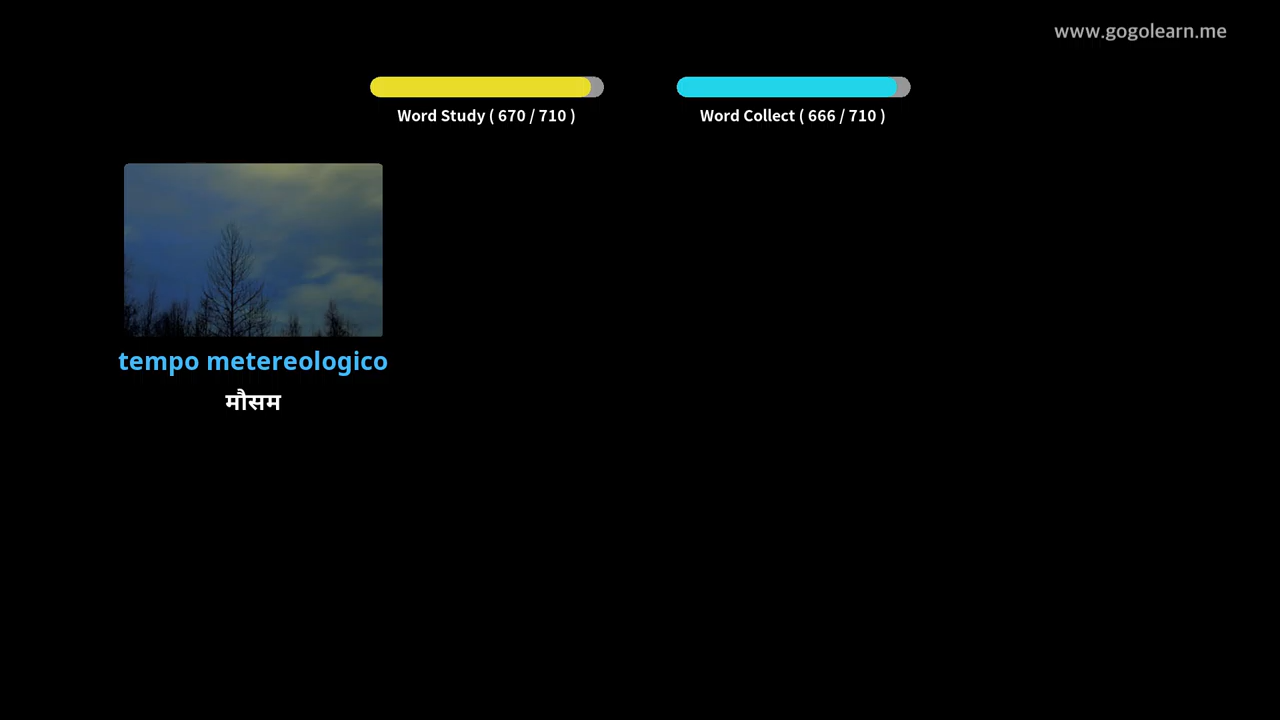 www.gogolearn.me
Word Study ( 670 / 710 )
Word Collect ( 666 / 710 )
tempo metereologico
मौसम